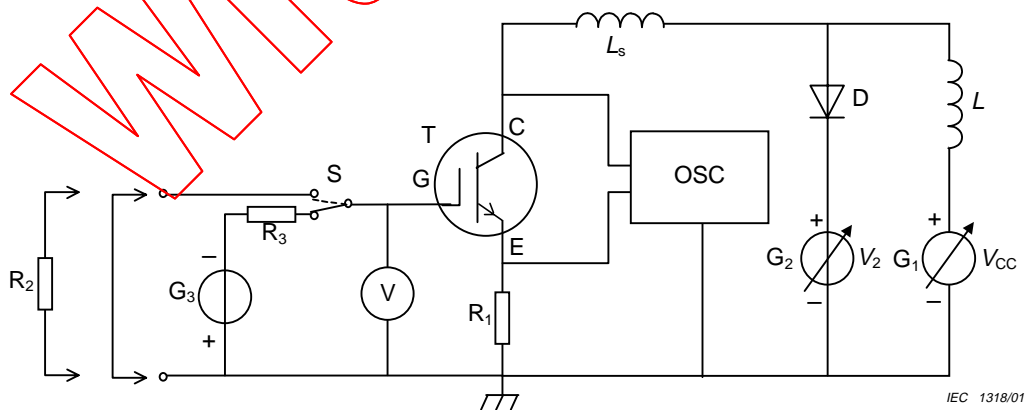 Ls
D
L
T
C
OSC
S
G
R3
E
+
+
−
G2
V2
G1
VCC
R2
G3
V
R1
−
−
+
IEC 1318/01